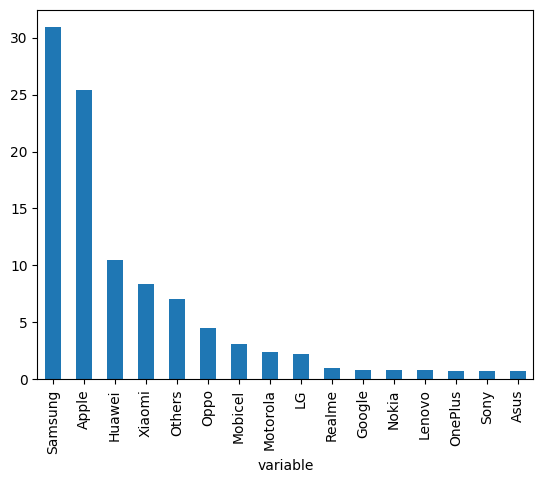 30
25
20
15
10
5
0
Samsung
Apple
Huawei
Xiaomi
Others
Oppo
Mobicel
Motorola
LG
Realme
Google
Nokia
Lenovo
OnePlus
Sony
Asus
variable